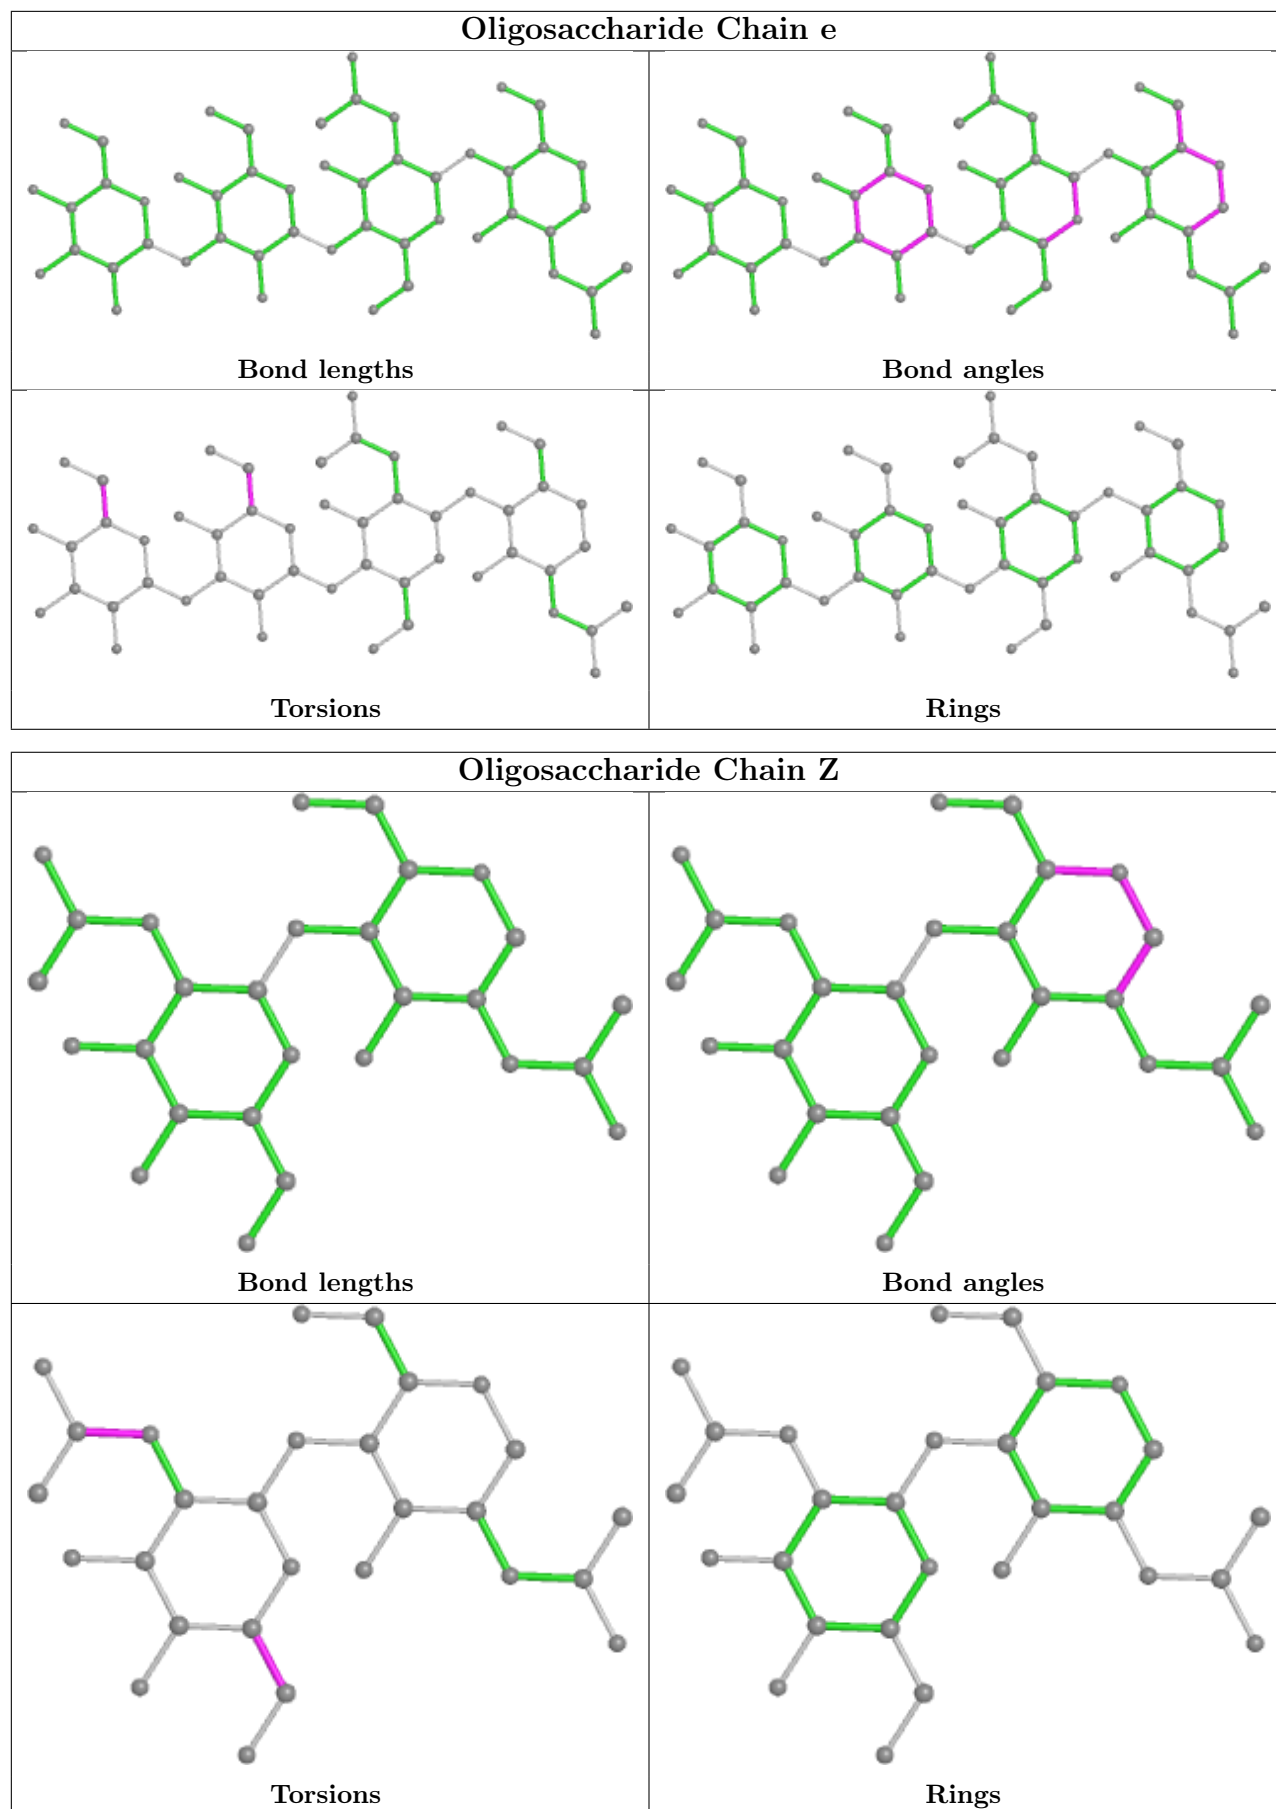 Oligosaccharide Chain e
Bond lengths
Bond angles
Torsions
Rings
Oligosaccharide Chain Z
Bond lengths
Bond angles
Torsions
Rings